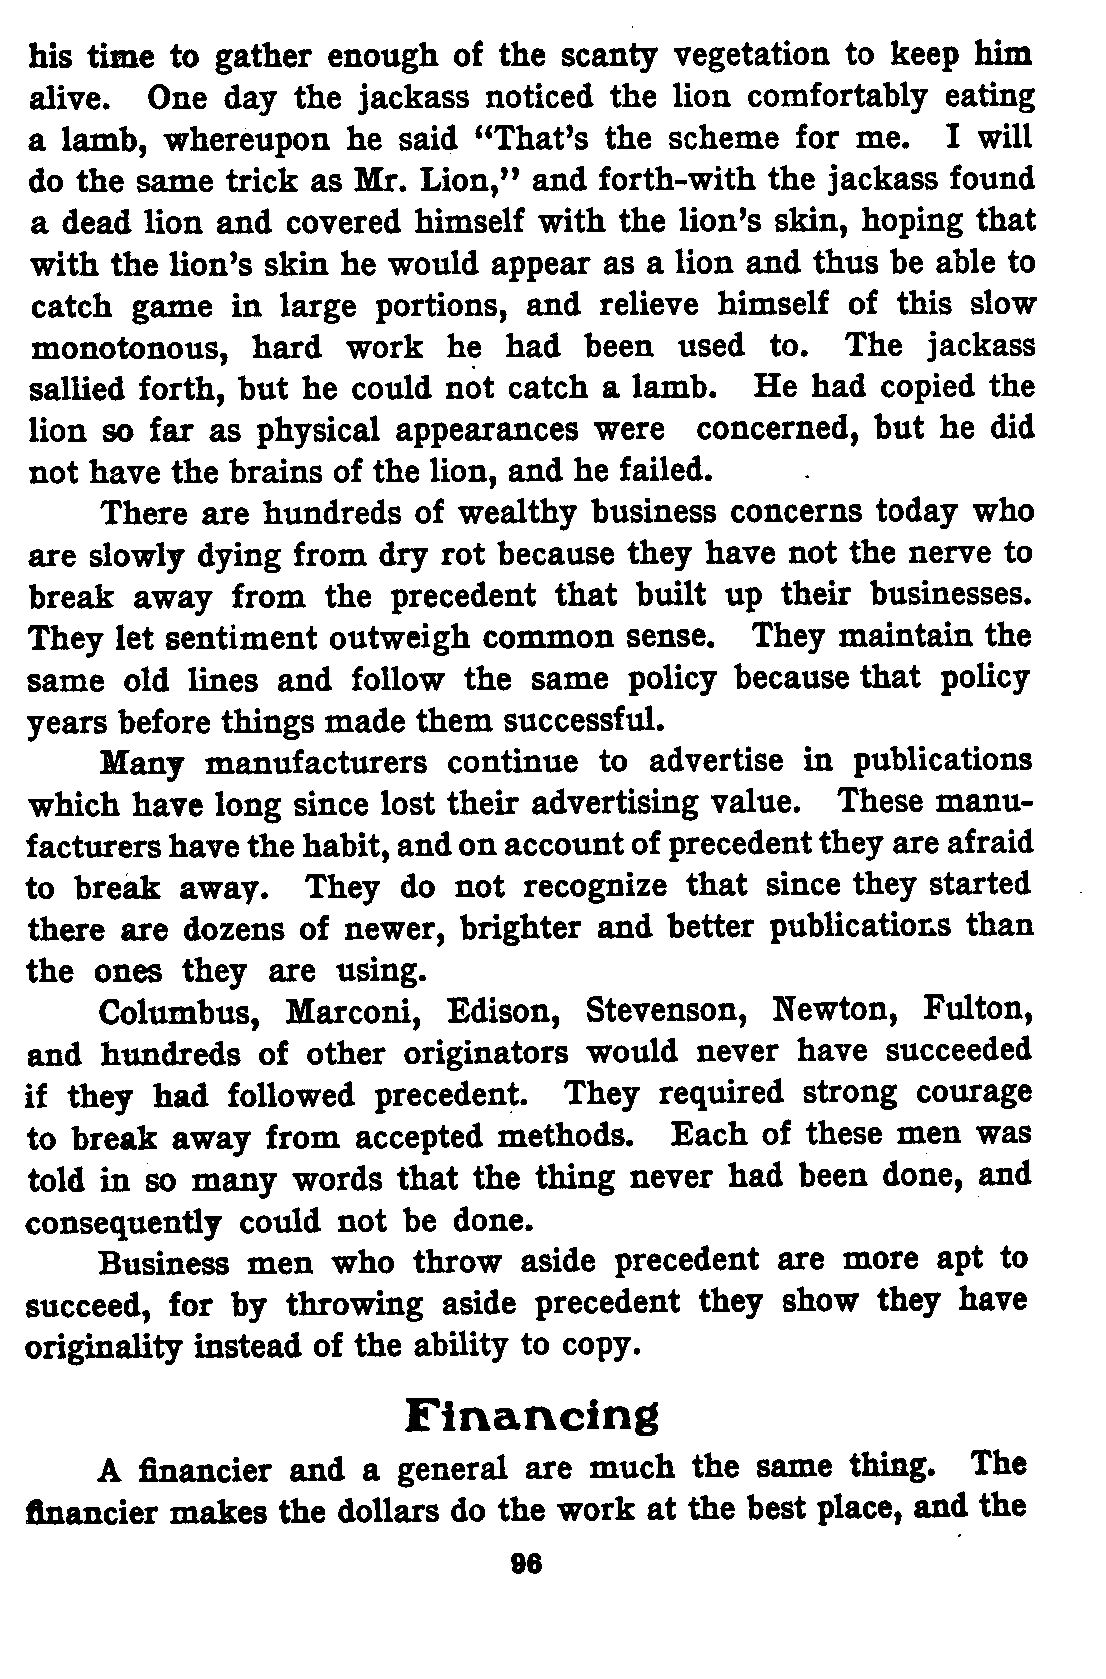 his time to gather enough of the scanty vegetation to keep him
alive. One day the jackass noticed the lion comfortably eating
a lamb, whereupon he said "That's the scheme for me. I will
do the same trick as Mr. Lion," and forth-with the jackass found
a dead lion and covered himself with the lion's skin, hoping that
with the lion's skin he would appear as a lion and thus be able to
catch game in large portions, and relieve himself of this slow
monotonous, hard work he had been used to. The jackass
sallied forth, but he could not catch a lamb. He had copied the
lion so far as physical appearances were concerned, but he did
not have the brains of the lion, and he failed.
There are hundreds of wealthy business concerns today who
are slowly dying from dry rot because they have not the nerve to
break away from the precedent that built up their businesses.
They let sentiment outweigh common sense. They maintain the
same old lines and follow the same policy because that policy
years before things made them successful.
Many manufacturers continue to advertise in publications
which have long since lost their advertising value. These manu-
facturers have the habit, and on account of precedent they are afraid
to break away. They do not recognize that since they started
there are dozens of newer, brighter and better publications than
the ones they are using.
Columbus, Marconi, Edison, Stevenson, Newton, Fulton,
and hundreds of other originators would never have succeeded
if they had followed precedent. They required strong courage
to break away from accepted methods. Each of these men was
told in so many words that the thing never had been done, and
consequently could not be done.
Business men who throw aside precedent are more apt to
succeed, for by throwing aside precedent they show they have
originality instead of the ability to copy.
Financing
A financier and a general are much the same thing. The
financier makes the dollars do the work at the best place, and the
96